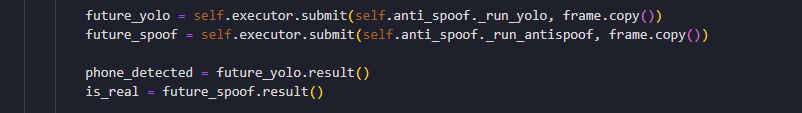 future_yolo = self.executor.submit(self.anti_spoof._run_yolo, frame.copy())
future_spoof = self.executor.submit(self.anti_spoof._run_antispoof, frame.copy())
phone_detected = future_yolo.result()
is_real = future_spoof.result()